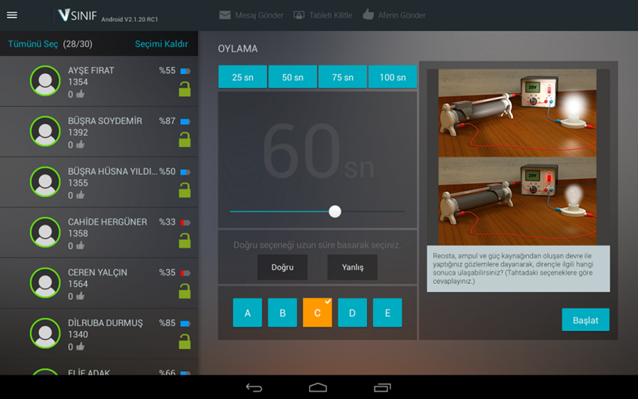 VSINIF Android V2.1.20 RC1
Mesaj Gönder Tableti Kilitle Aferin Gönder
Tümünü Seç (28/30) Seçimi Kaldır
AYŞE FIRAT %55
1354
0
BÜŞRA SOYDEMİR %87
1392
0
BÜŞRA HÜSNA YILDI... %50
1355
0
CAHİDE HERGÜNER %33
1358
0
CEREN YALÇIN %35
1564
0
DİLRUBA DURMUŞ %85
1340
0
ELİF ADAK %66
OYLAMA
25 sn 50 sn 75 sn 100 sn
60 sn
Doğru seçeneği uzun süre basarak seçiniz.
Doğru Yanlış
A B C D E
Reosta, ampul ve güç kaynağından oluşan devre ile
yaptığınız gözlemlere dayanarak, dirençle ilgili hangi
sonuca ulaşabilirsiniz? (Tahtadaki seçeneklere göre
cevaplayınız.)
Başlat